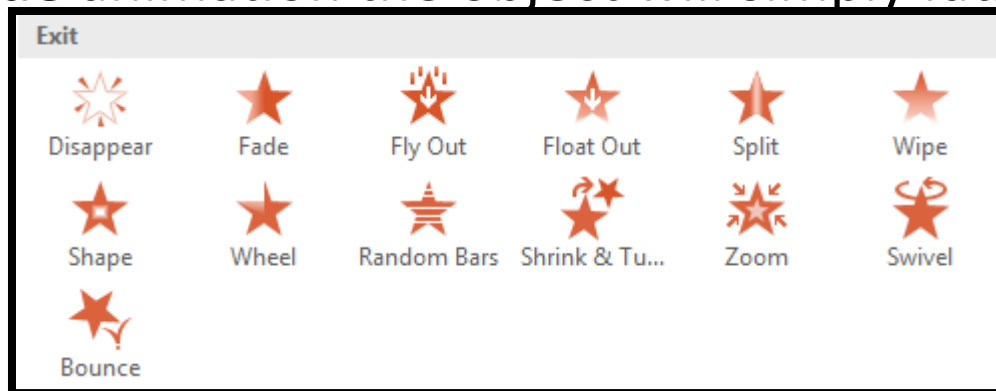 Exit
Disappear Fade Fly Out Float Out Split Wipe
Shape Wheel Random Bars Shrink & Tu... Zoom Swivel
Bounce